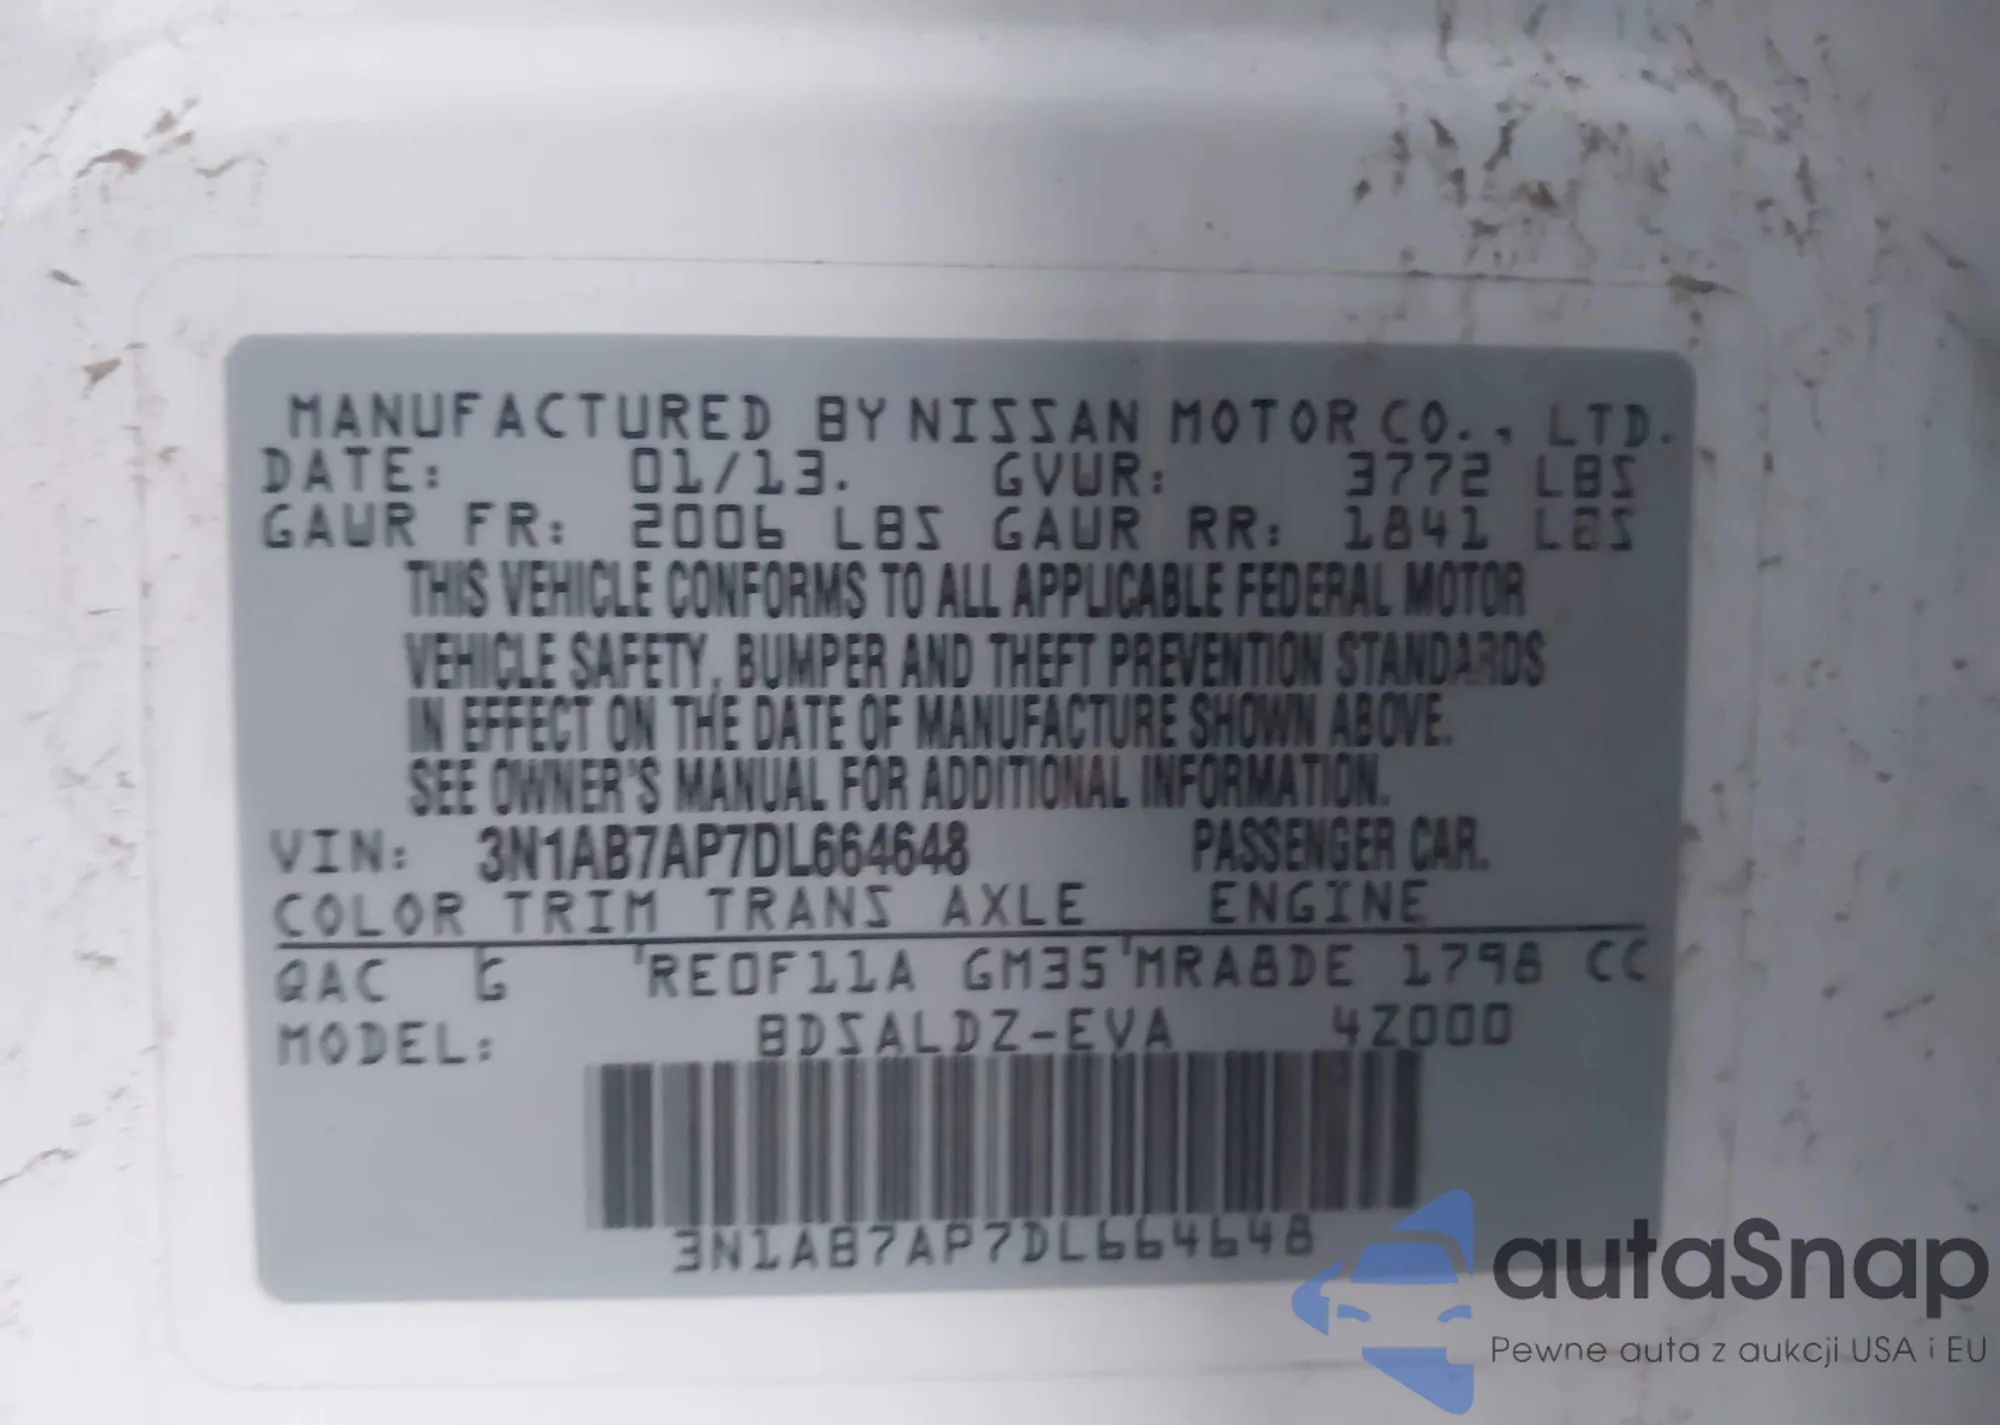 MANUFACTURED BY NISSAN MOTOR CO., LTD.
DATE: 01/13. GVWR: 3772 LBS
GAWR FR: 2006 LBS GAWR RR: 1841 LBS
THIS VEHICLE CONFORMS TO ALL APPLICABLE FEDERAL MOTOR
VEHICLE SAFETY, BUMPER AND THEFT PREVENTION STANDARDS
IN EFFECT ON THE DATE OF MANUFACTURE SHOWN ABOVE.
SEE OWNER'S MANUAL FOR ADDITIONAL INFORMATION.
VIN: 3N1AB7AP7DL664648 PASSENGER CAR.
COLOR TRIM TRANS AXLE ENGINE
QAC G RE0F11A GM35 MRA8DE 1798 CC
MODEL: BDSALDZ-EVA 4Z000
3N1AB7AP7DL664648
autoSnap
Pewne auta z aukcji USA i EU